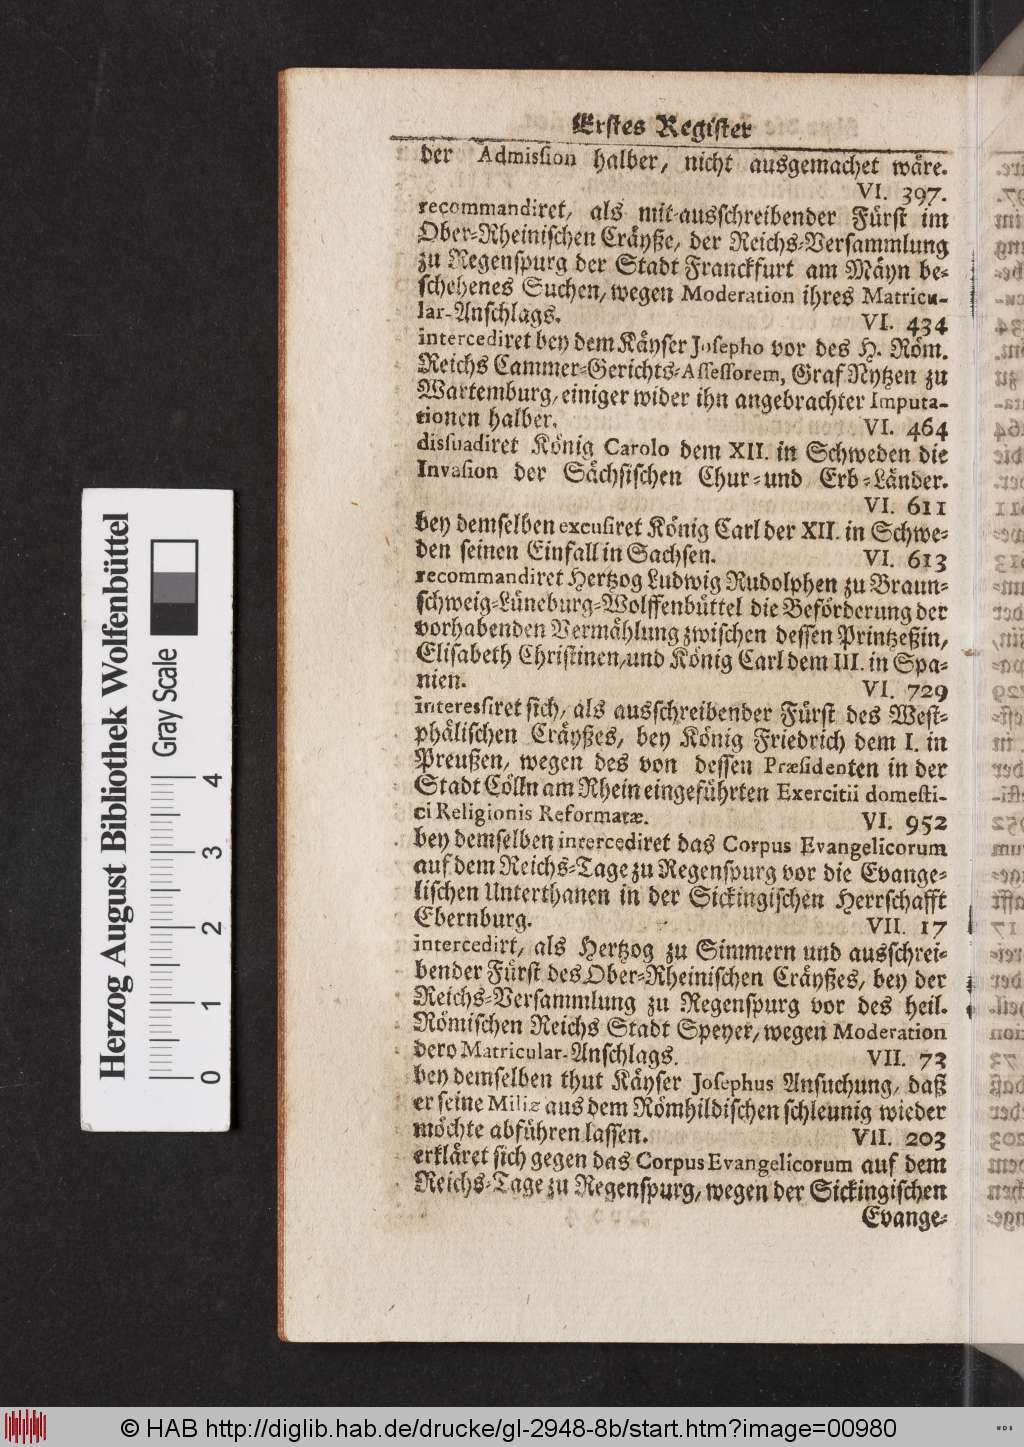 Erstes Register
der Admiſſion halber, nicht ausgemachet wäre.
VI. 397.
recommandiret, als mit-ausſchreibender Fürſt im
Ober-Rheiniſchen Cräyße, der Reichs-Verſammlung
zu Regenſpurg der Stadt Franckfurt am Mäyn be-
ſchehenes Suchen, wegen Moderation ihres Matricu-
lar-Anſchlags. VI. 434
intercediret bey dem Käyſer Joſepho vor des H. Röm.
Reichs Cammer-Gerichts-Aſſeſſorem, Graf Nytzen zu
Wartemburg, einiger wider ihn angebrachter Imputa-
tionen halber. VI. 464
disſuadiret König Carolo dem XII. in Schweden die
Invaſion der Sächſiſchen Chur- und Erb-Länder.
VI. 611
bey demſelben excuſiret König Carl der XII. in Schwe-
den ſeinen Einfall in Sachſen. VI. 613
recommandiret Hertzog Ludwig Rudolphen zu Braun-
ſchweig-Lüneburg-Wolffenbüttel die Beförderung der
vorhabenden Vermählung zwiſchen deſſen Printzeßin,
Eliſabeth Chriſtinen, und König Carl dem III. in Spa-
nien. VI. 729
interesſiret ſich, als ausſchreibender Fürſt des Weſt-
phäliſchen Cräyßes, bey König Friedrich dem I. in
Preußen, wegen des von deſſen Præſidenten in der
Stadt Cölln am Rhein eingeführten Exercitii domeſti-
ci Religionis Reformatæ. VI. 952
bey demſelben intercediret das Corpus Evangelicorum
auf dem Reichs-Tage zu Regenſpurg vor die Evange-
liſchen Unterthanen in der Sickingiſchen Herrſchafft
Ebernburg. VII. 17
intercedirt, als Hertzog zu Simmern und ausſchrei-
bender Fürſt des Ober-Rheiniſchen Cräyßes, bey der
Reichs-Verſammlung zu Regenſpurg vor des heil.
Römiſchen Reichs Stadt Speyer, wegen Moderation
dero Matricular-Anſchlags. VII. 73
bey demſelben thut Käyſer Joſephus Anſuchung, daß
er ſeine Miliz aus dem Römhildiſchen ſchleunig wieder
möchte abführen laſſen. VII. 203
erkläret ſich gegen das Corpus Evangelicorum auf dem
Reichs-Tage zu Regenſpurg, wegen der Sickingiſchen
Evange-
Herzog August Bibliothek Wolfenbüttel
Gray Scale
0 1 2 3 4
© HAB http://diglib.hab.de/drucke/gl-2948-8b/start.htm?image=00980